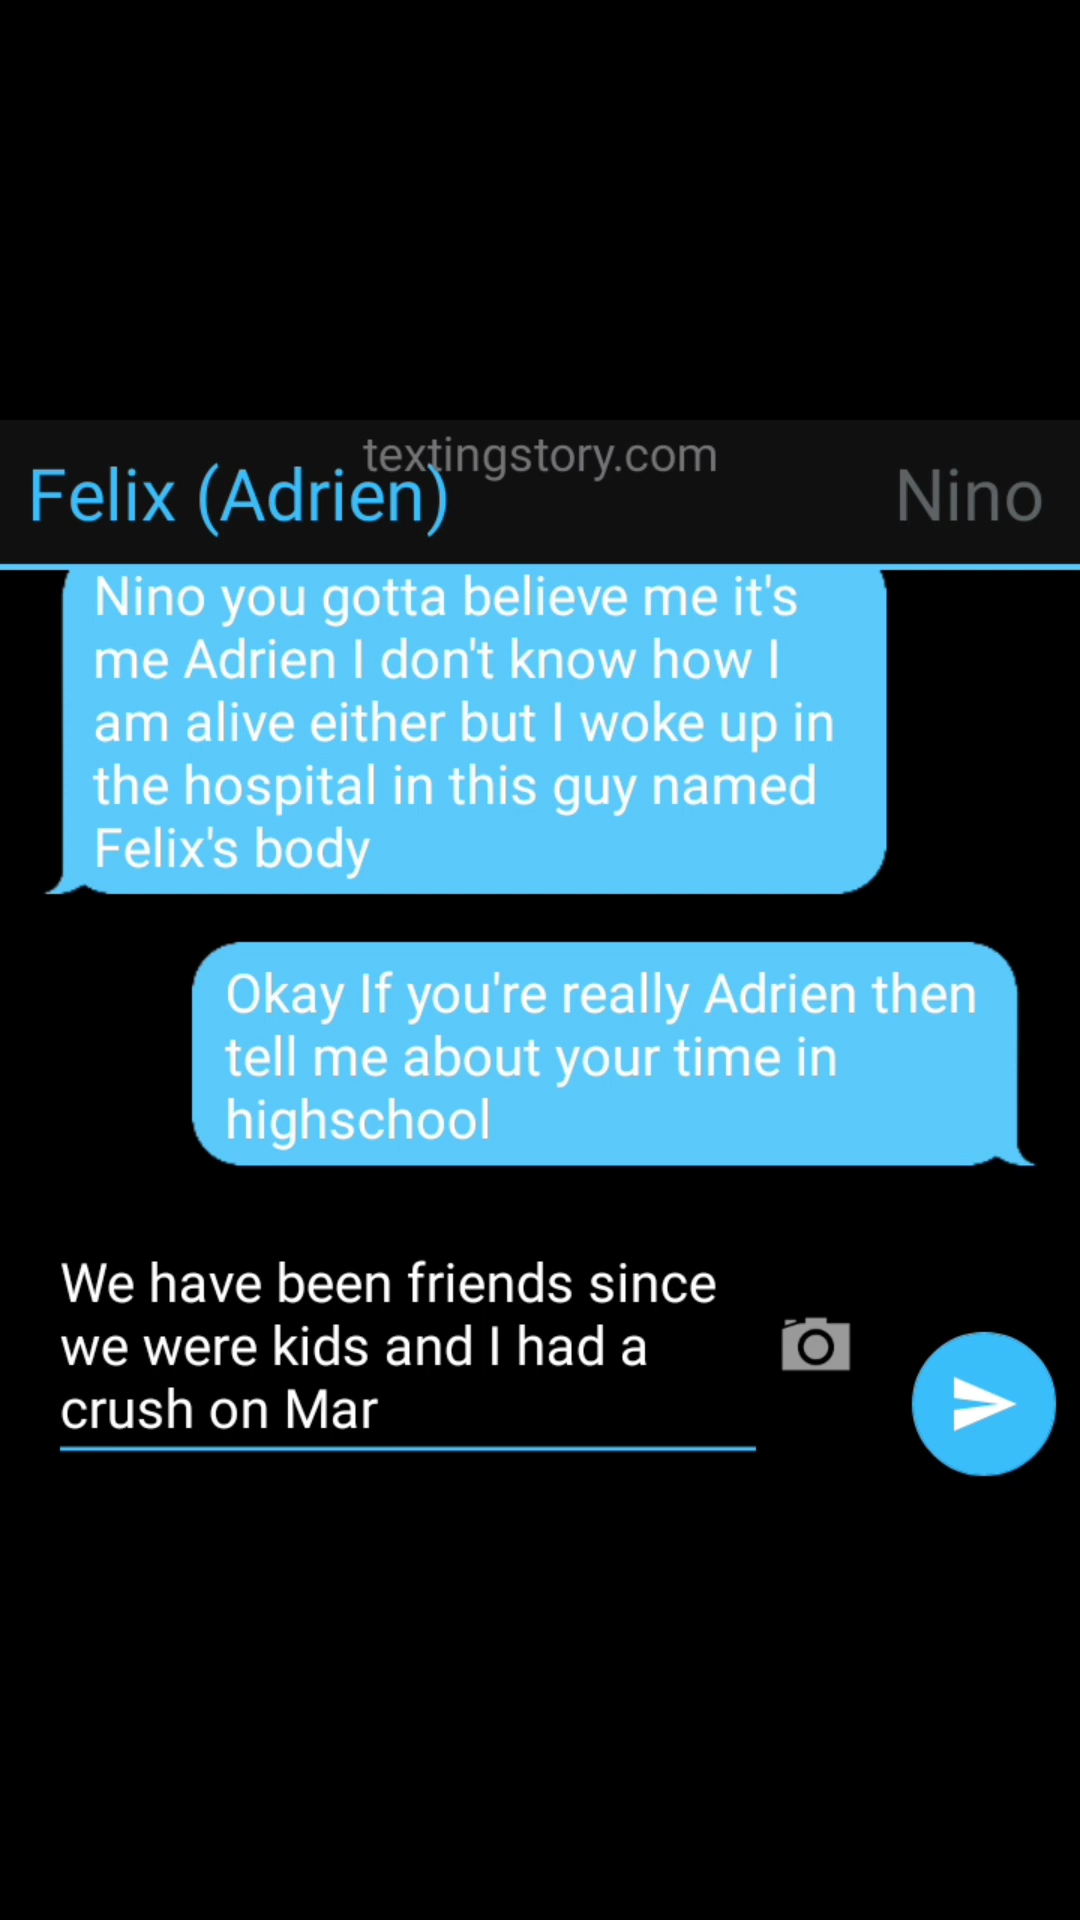 textingstory.com
Felix (Adrien)
Nino
Nino you gotta believe me it's
me Adrien I don't know how I
am alive either but I woke up in
the hospital in this guy named
Felix's body
Okay If you're really Adrien then
tell me about your time in
highschool
We have been friends since
we were kids and I had a
crush on Mar